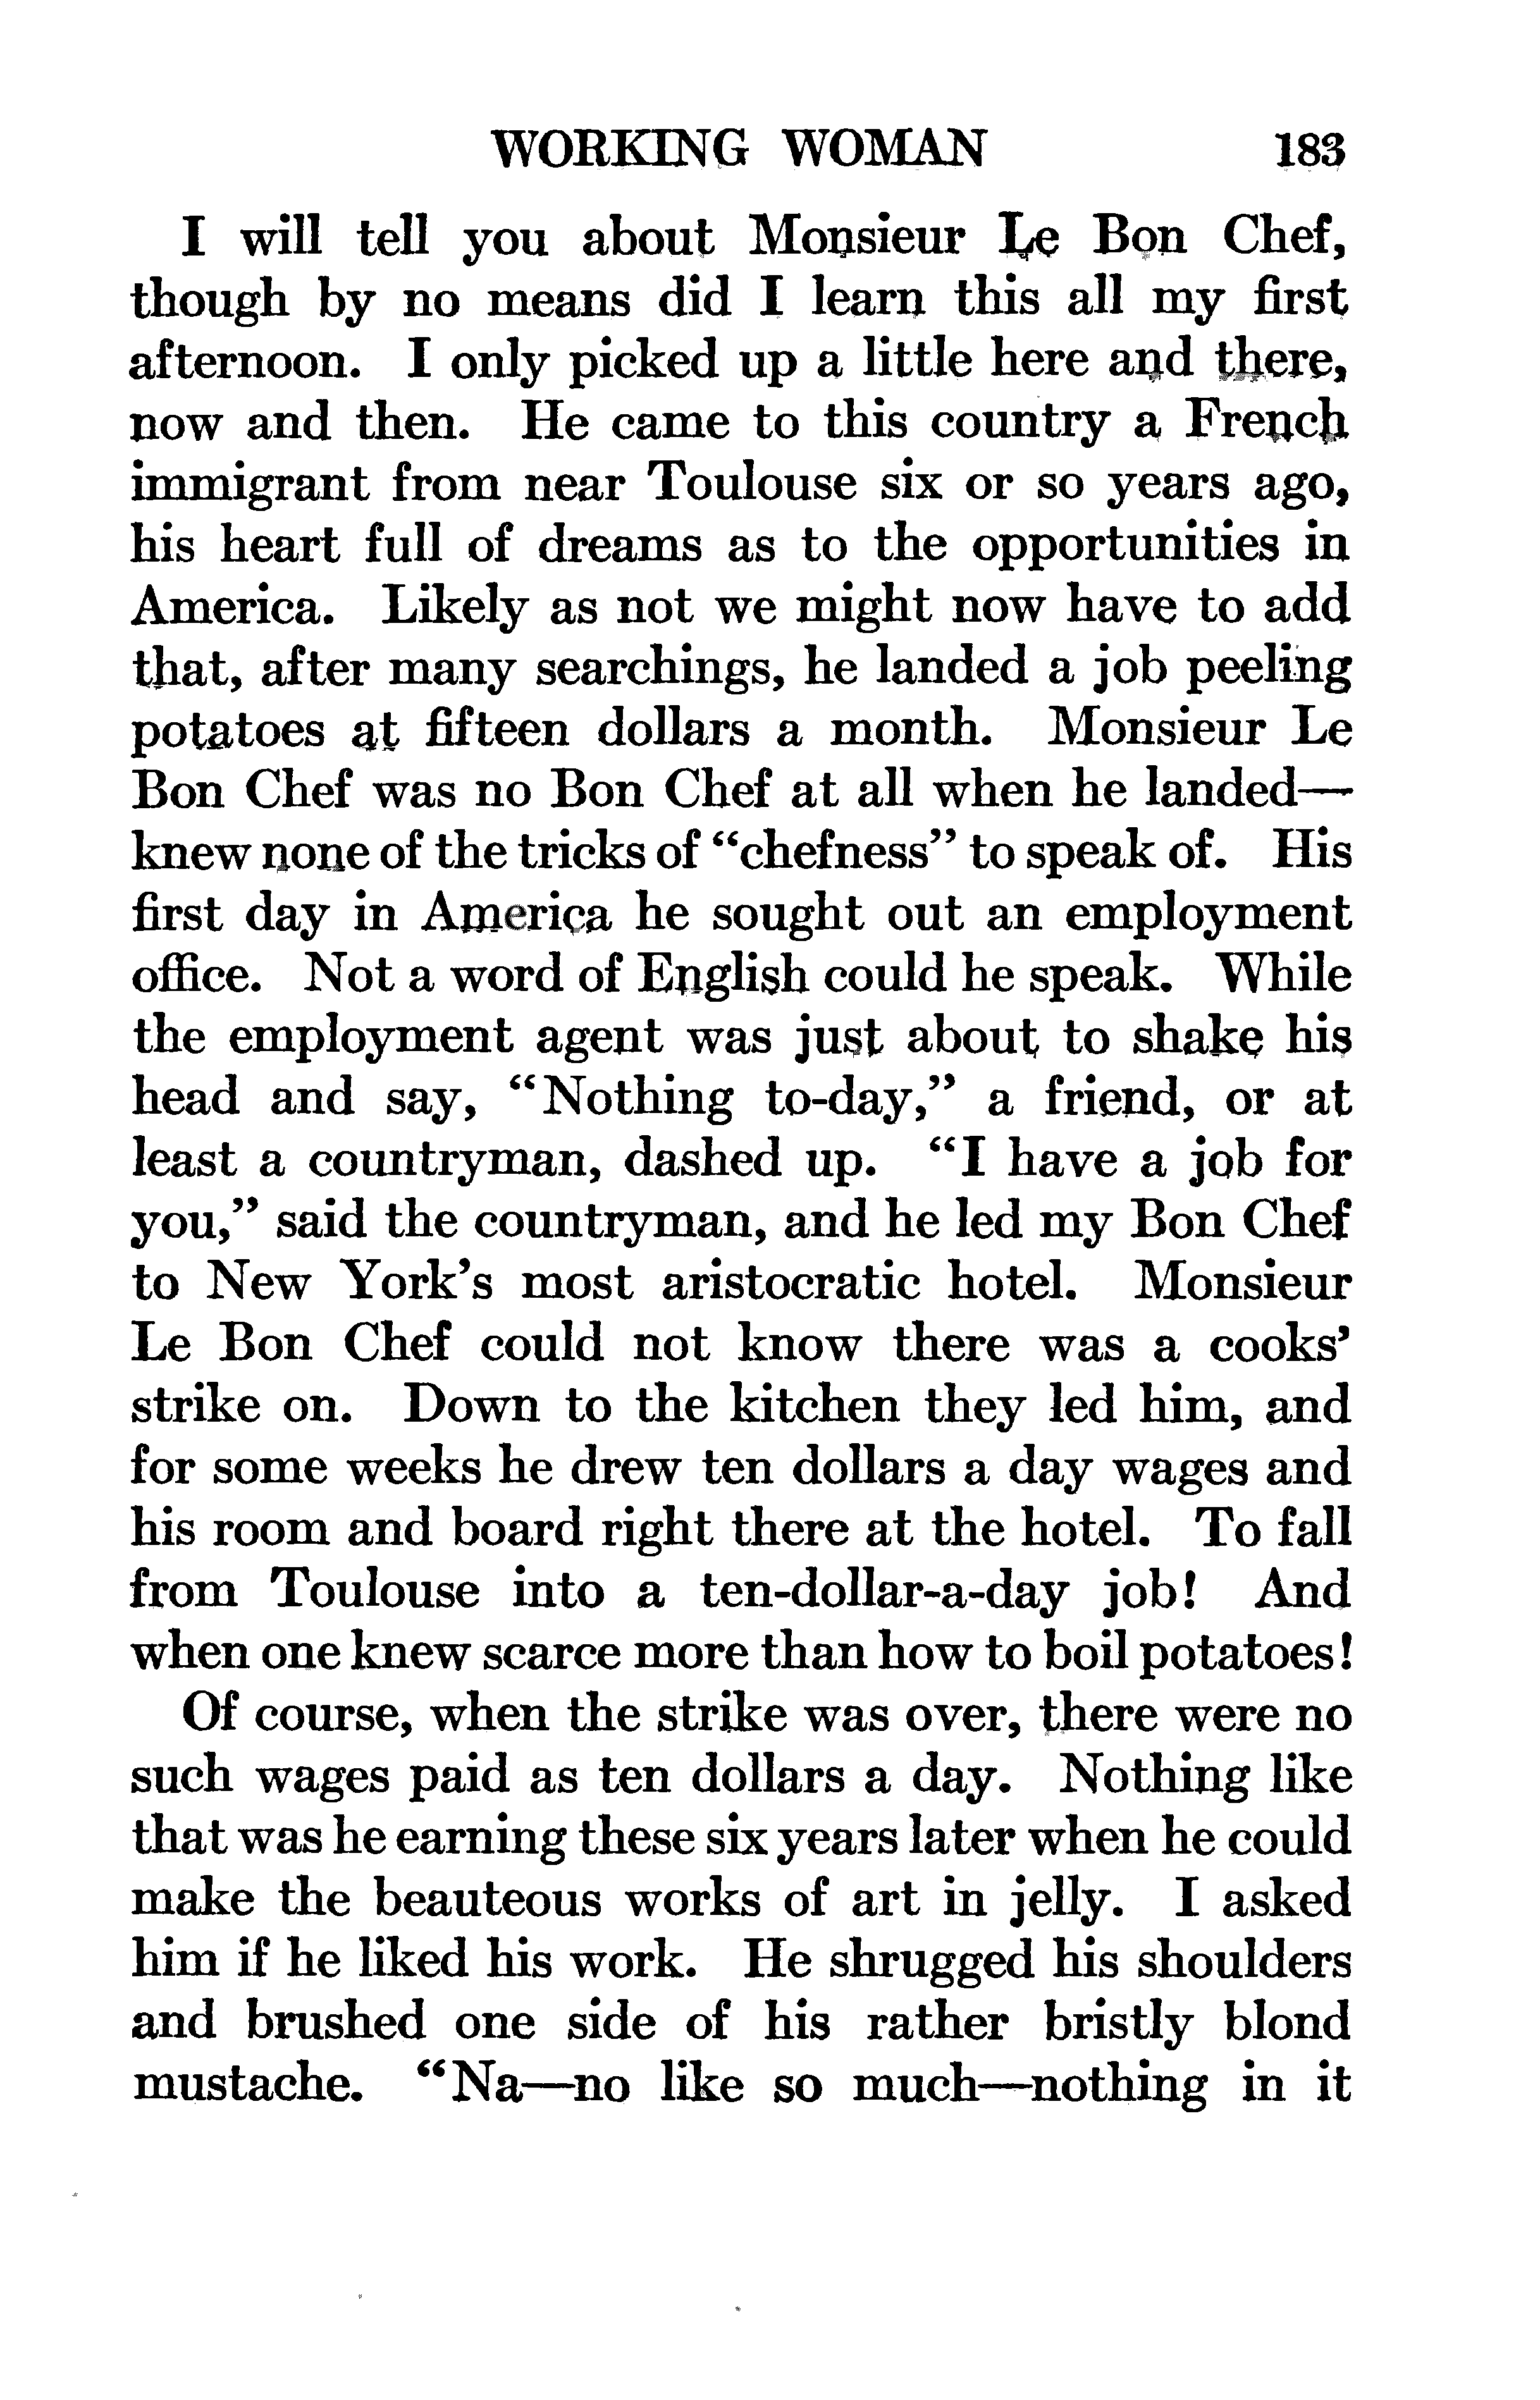 WORKING WOMAN 183
I will tell you about Monsieur Le Bon Chef,
though by no means did I learn this all my first
afternoon. I only picked up a little here and there,
now and then. He came to this country a French
immigrant from near Toulouse six or so years ago,
his heart full of dreams as to the opportunities in
America. Likely as not we might now have to add
that, after many searchings, he landed a job peeling
potatoes at fifteen dollars a month. Monsieur Le
Bon Chef was no Bon Chef at all when he landed—
knew none of the tricks of “chefness” to speak of. His
first day in America he sought out an employment
office. Not a word of English could he speak. While
the employment agent was just about to shake his
head and say, “Nothing to-day,” a friend, or at
least a countryman, dashed up. “I have a job for
you,” said the countryman, and he led my Bon Chef
to New York’s most aristocratic hotel. Monsieur
Le Bon Chef could not know there was a cooks’
strike on. Down to the kitchen they led him, and
for some weeks he drew ten dollars a day wages and
his room and board right there at the hotel. To fall
from Toulouse into a ten-dollar-a-day job! And
when one knew scarce more than how to boil potatoes!
Of course, when the strike was over, there were no
such wages paid as ten dollars a day. Nothing like
that was he earning these six years later when he could
make the beauteous works of art in jelly. I asked
him if he liked his work. He shrugged his shoulders
and brushed one side of his rather bristly blond
mustache. “Na—no like so much—nothing in it